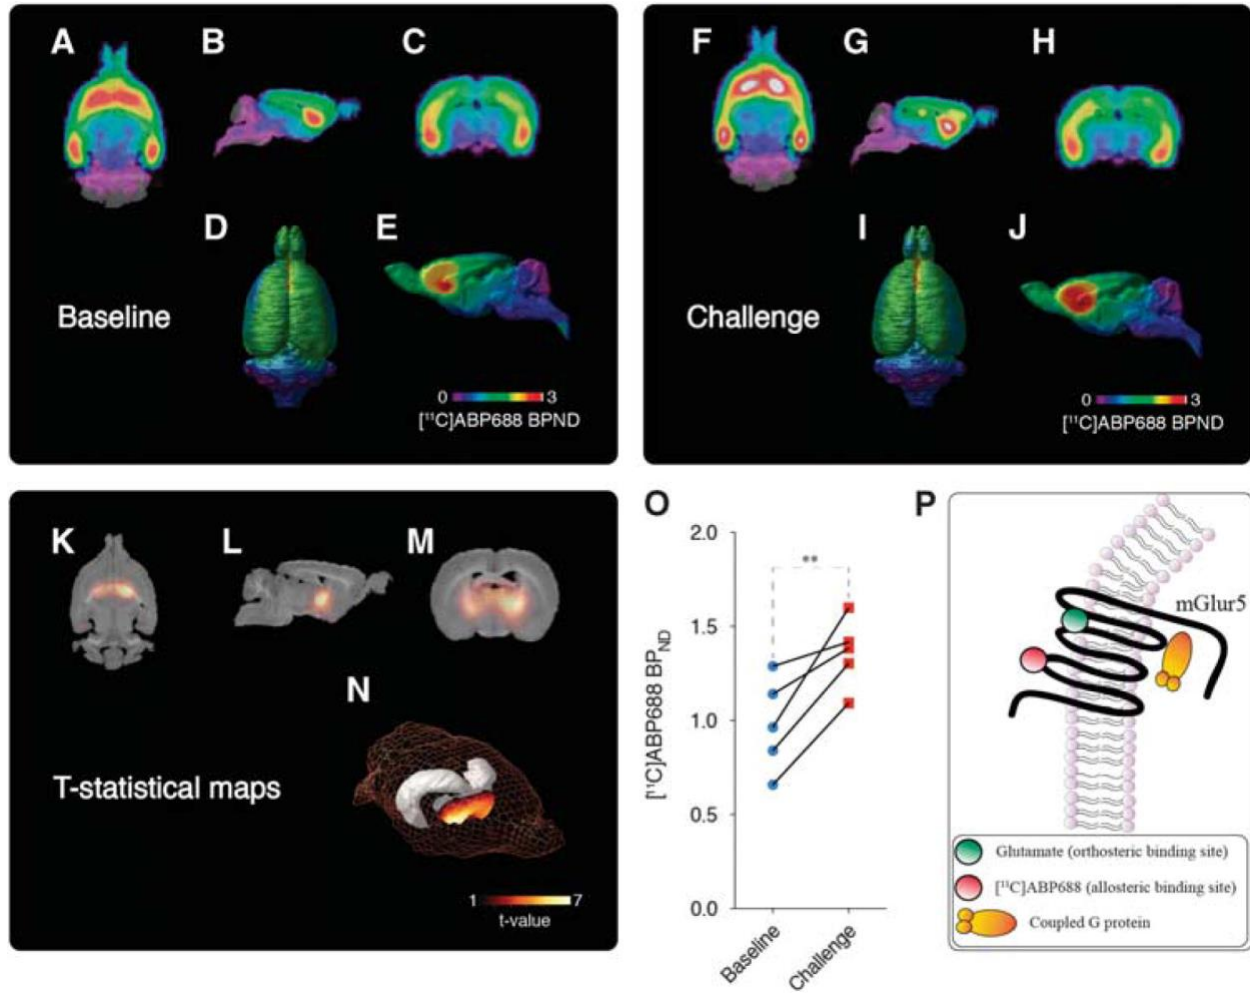 A
B
C
D
E
Baseline
0 3
[¹¹C]ABP688 BPND
F
G
H
I
J
Challenge
0 3
[¹¹C]ABP688 BPND
K
L
M
N
T-statistical maps
1 7
t-value
O
2.0
1.5
1.0
0.5
0.0
[¹¹C]ABP688 BP_ND
**
Baseline
Challenge
P
mGlur5
Glutamate (orthosteric binding site)
[¹¹C]ABP688 (allosteric binding site)
Coupled G protein